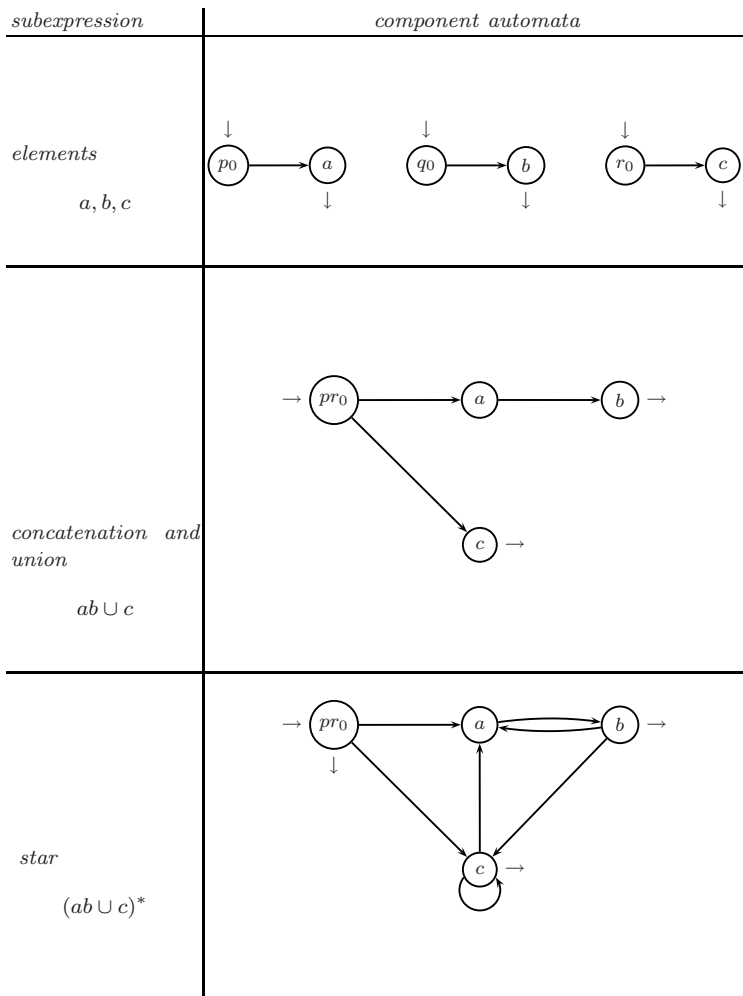 subexpression component automata
↓ ↓ ↓
elements
p₀ a q₀ b r₀ c
a, b, c
↓ ↓ ↓
→ pr₀ a b →
concatenation and
union
c →
ab ∪ c
→ pr₀ a b →
↓
star
c →
(ab ∪ c)*